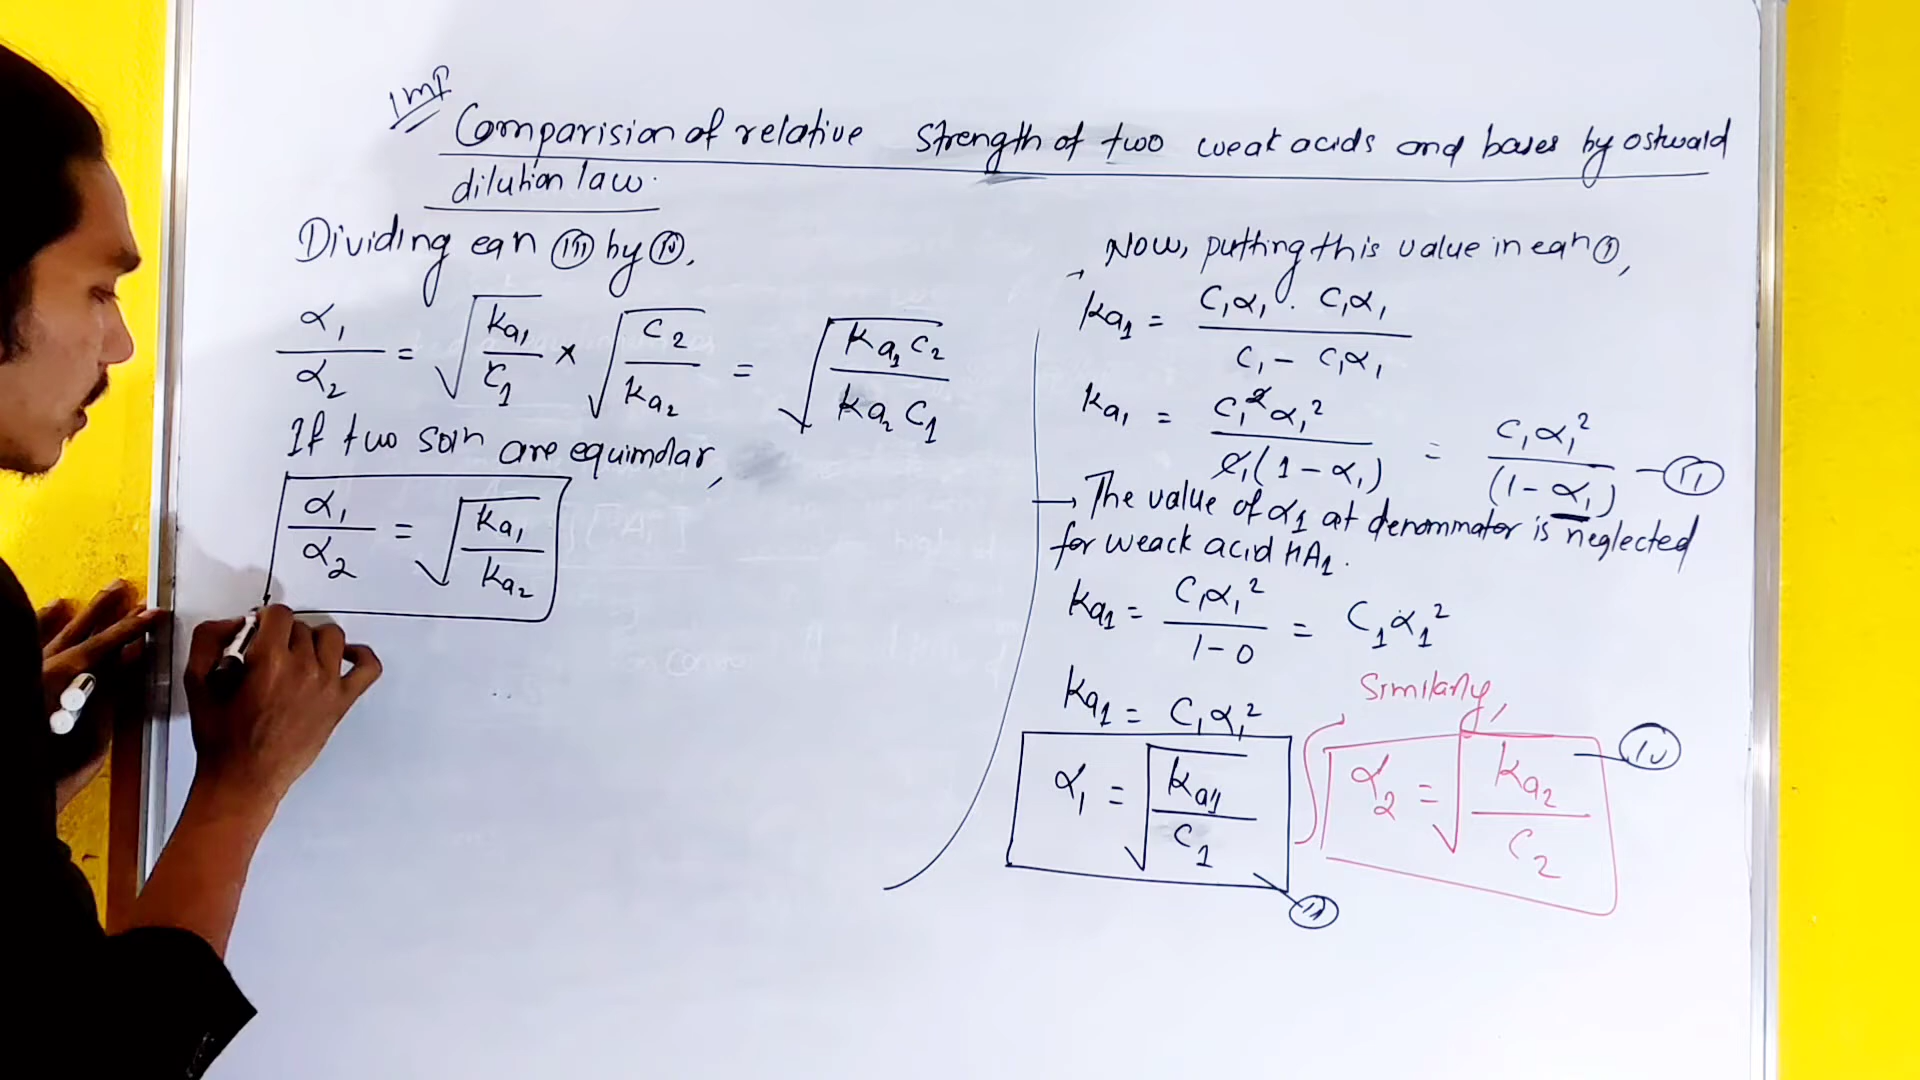 Imp
Comparision of relative strength of two weak acids and bases by ostwald
dilution law.
Dividing eqn (III) by (IV),
α₁/α₂ = √(ka₁/C₁) × √(C₂/ka₂) = √(ka₁C₂/ka₂C₁)
If two soln are equimolar,
α₁/α₂ = √(ka₁/ka₂)
Now, putting this value in eqn (I),
ka₁ = C₁α₁ . C₁α₁ / C₁ - C₁α₁
ka₁ = C₁²α₁² / C₁(1-α₁) = C₁α₁² / (1-α₁) — (II)
→ The value of α₁ at denominator is neglected
for weack acid HA₁.
ka₁ = C₁α₁² / 1-0 = C₁α₁²
ka₁ = C₁α₁²
α₁ = √(ka₁/C₁) (III)
Similarly,
α₂ = √(ka₂/C₂) (IV)